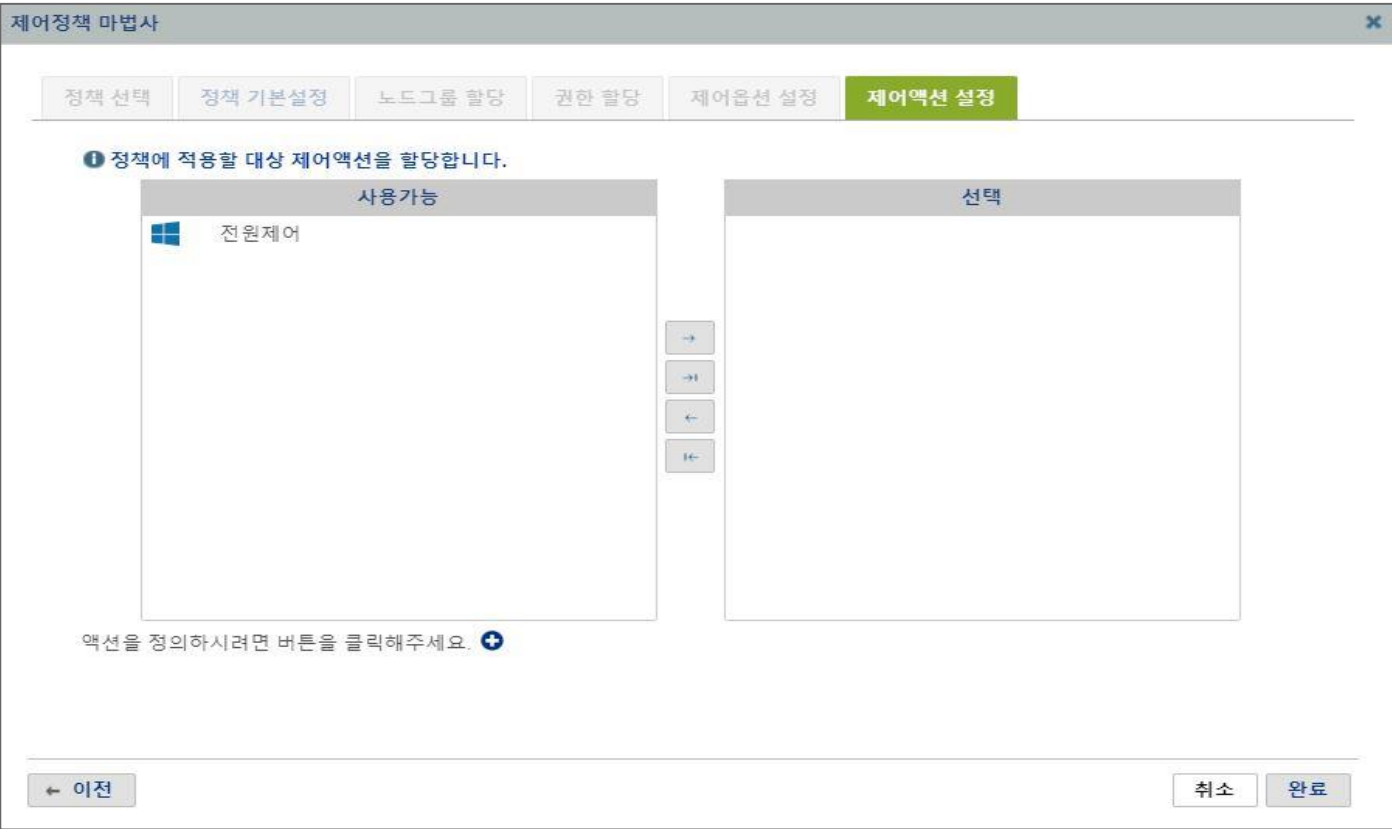 제어정책 마법사
정책 선택 정책 기본설정 노드그룹 할당 권한 할당 제어옵션 설정 제어액션 설정
정책에 적용할 대상 제어액션을 할당합니다.
사용가능 선택
전원제어
액션을 정의하시려면 버튼을 클릭해주세요.
이전 취소 완료